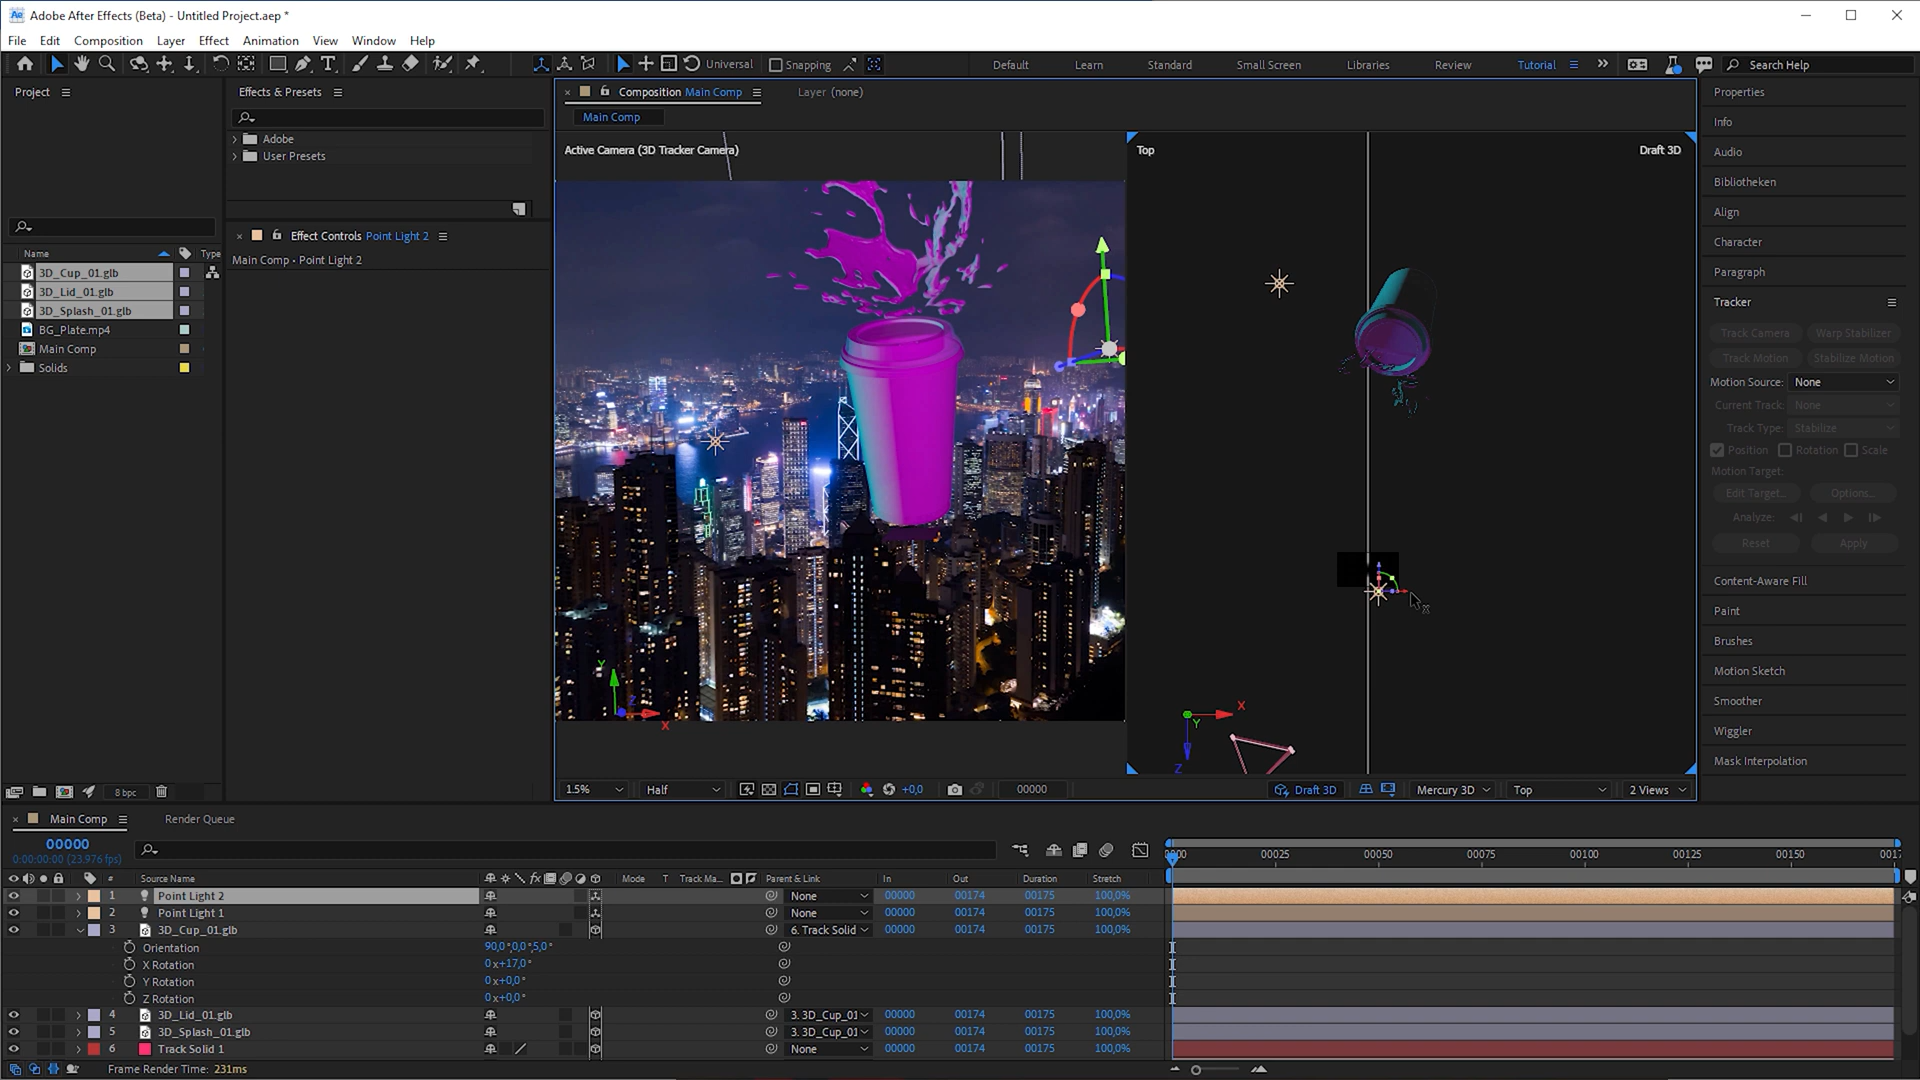 Adobe After Effects (Beta) - Untitled Project.aep *
File Edit Composition Layer Effect Animation View Window Help
Universal Snapping Default Learn Standard Small Screen Libraries Review Tutorial Search Help
Project
Name Type
3D_Cup_01.glb
3D_Lid_01.glb
3D_Splash_01.glb
BG_Plate.mp4
Main Comp
Solids
8 bpc
Effects & Presets
Adobe
User Presets
Effect Controls Point Light 2
Main Comp • Point Light 2
Composition Main Comp Layer (none)
Main Comp
Active Camera (3D Tracker Camera)
Top Draft 3D
Y
Z
X
X
Y
Z
X
1.5% Half +0,0 00000 Draft 3D Mercury 3D Top 2 Views
Properties
Info
Audio
Bibliotheken
Align
Character
Paragraph
Tracker
Track Camera Warp Stabilizer
Track Motion Stabilize Motion
Motion Source: None
Current Track: None
Track Type: Stabilize
Position Rotation Scale
Motion Target:
Edit Target... Options...
Analyze:
Reset Apply
Content-Aware Fill
Paint
Brushes
Motion Sketch
Smoother
Wiggler
Mask Interpolation
Main Comp Render Queue
00000
0:00:00:00 (23.976 fps)
0000 00025 00050 00075 00100 00125 00150 0017
# Source Name fx Mode T Track Ma... Parent & Link In Out Duration Stretch
1 Point Light 2 None 00000 00174 00175 100,0%
2 Point Light 1 None 00000 00174 00175 100,0%
3 3D_Cup_01.glb 6. Track Solid 00000 00174 00175 100,0%
Orientation 90,0°,0,0°,5,0°
X Rotation 0x+17,0°
Y Rotation 0x+0,0°
Z Rotation 0x+0,0°
4 3D_Lid_01.glb 3. 3D_Cup_01 00000 00174 00175 100,0%
5 3D_Splash_01.glb 3. 3D_Cup_01 00000 00174 00175 100,0%
6 Track Solid 1 None 00000 00174 00175 100,0%
Frame Render Time: 231ms